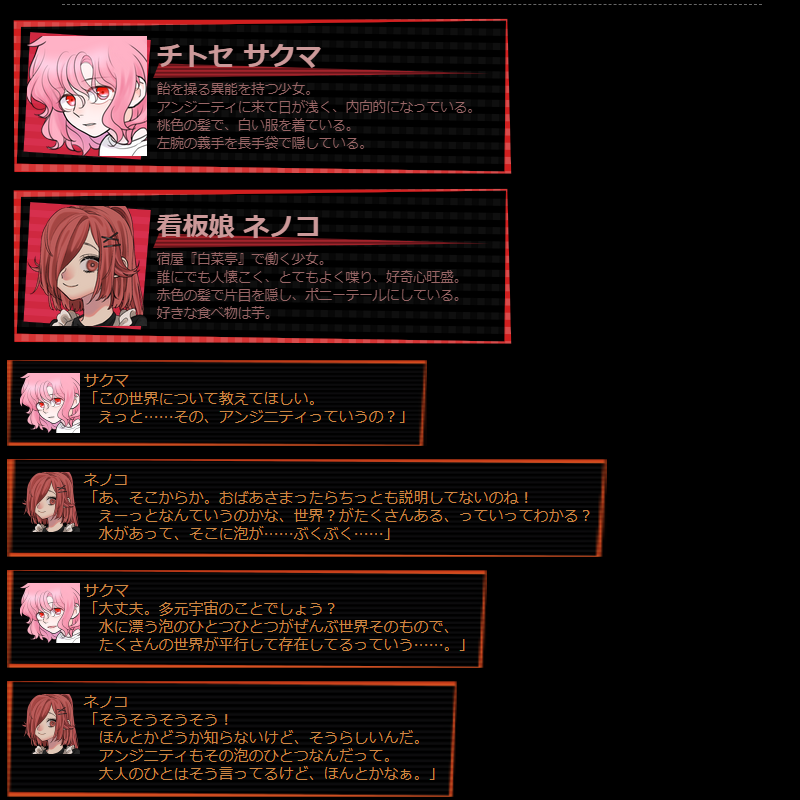 チトセ サクマ
飴を操る異能を持つ少女。
アンジニティに来て日が浅く、内向的になっている。
桃色の髪で、白い服を着ている。
左腕の義手を長手袋で隠している。
看板娘 ネノコ
宿屋『白菜亭』で働く少女。
誰にでも人懐こく、とてもよく喋り、好奇心旺盛。
赤色の髪で片目を隠し、ポニーテールにしている。
好きな食べ物は芋。
サクマ
「この世界について教えてほしい。
えっと……その、アンジニティっていうの？」
ネノコ
「あ、そこからか。おばあさまったらちっとも説明してないのね！
えーっとなんていうのかな、世界？がたくさんある、っていってわかる？
水があって、そこに泡が……ぶくぶく……」
サクマ
「大丈夫。多元宇宙のことでしょう？
水に漂う泡のひとつひとつがぜんぶ世界そのもので、
たくさんの世界が平行して存在してるっていう……。」
ネノコ
「そうそうそうそう！
ほんとかどうか知らないけど、そうらしいんだ。
アンジニティもその泡のひとつなんだって。
大人のひとはそう言ってるけど、ほんとかなぁ。」